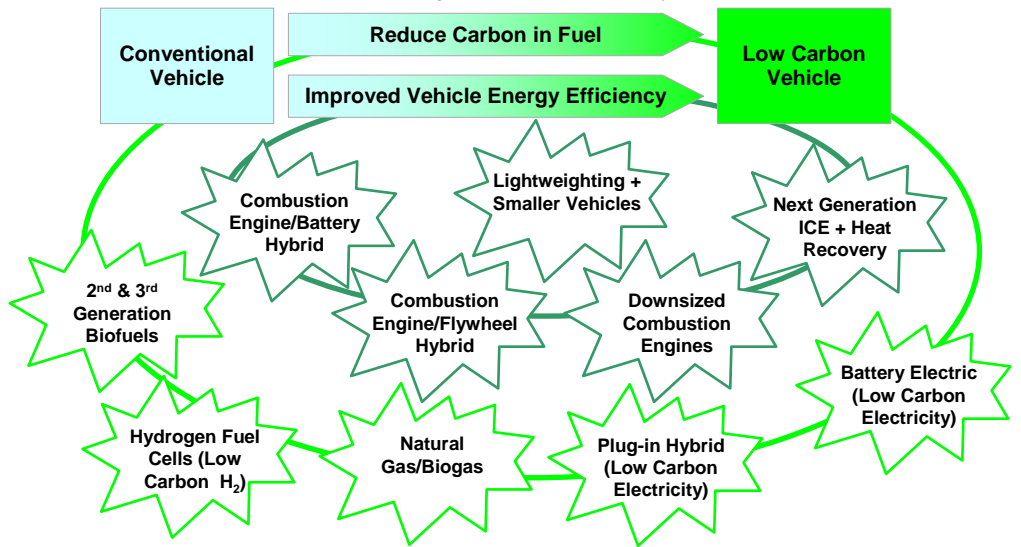 Conventional
Vehicle
Reduce Carbon in Fuel
Improved Vehicle Energy Efficiency
Low Carbon
Vehicle
Combustion
Engine/Battery
Hybrid
Lightweighting +
Smaller Vehicles
Next Generation
ICE + Heat
Recovery
2nd & 3rd
Generation
Biofuels
Combustion
Engine/Flywheel
Hybrid
Downsized
Combustion
Engines
Battery Electric
(Low Carbon
Electricity)
Hydrogen Fuel
Cells (Low
Carbon H2)
Natural
Gas/Biogas
Plug-in Hybrid
(Low Carbon
Electricity)